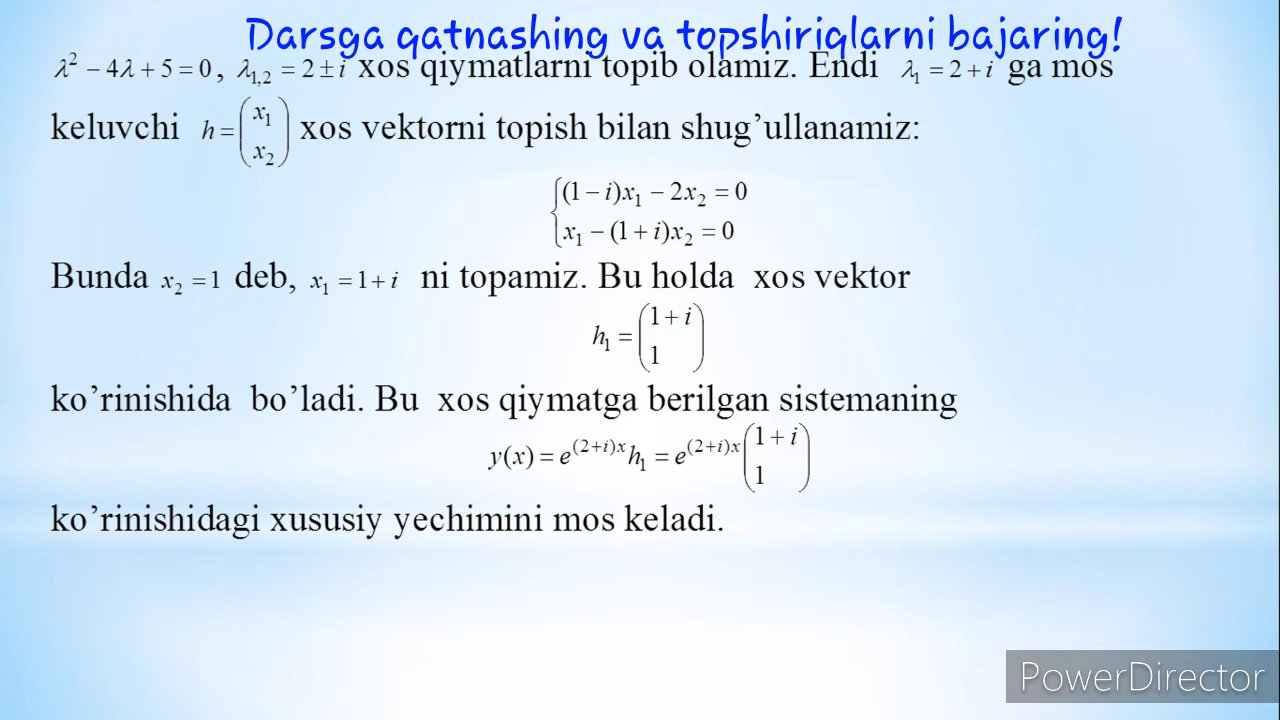 Darsga qatnashing va topshiriqlarni bajaring!
λ² − 4λ + 5 = 0, λ₁,₂ = 2 ± i xos qiymatlarni topib olamiz. Endi λ₁ = 2 + i ga mos
keluvchi h = (x₁ x₂) xos vektorni topish bilan shug’ullanamiz:
{(1 − i)x₁ − 2x₂ = 0
x₁ − (1 + i)x₂ = 0
Bunda x₂ = 1 deb, x₁ = 1 + i ni topamiz. Bu holda xos vektor
h₁ = (1 + i 1)
ko’rinishida bo’ladi. Bu xos qiymatga berilgan sistemaning
y(x) = e^(2+i)x h₁ = e^(2+i)x (1 + i 1)
ko’rinishidagi xususiy yechimini mos keladi.
PowerDirector